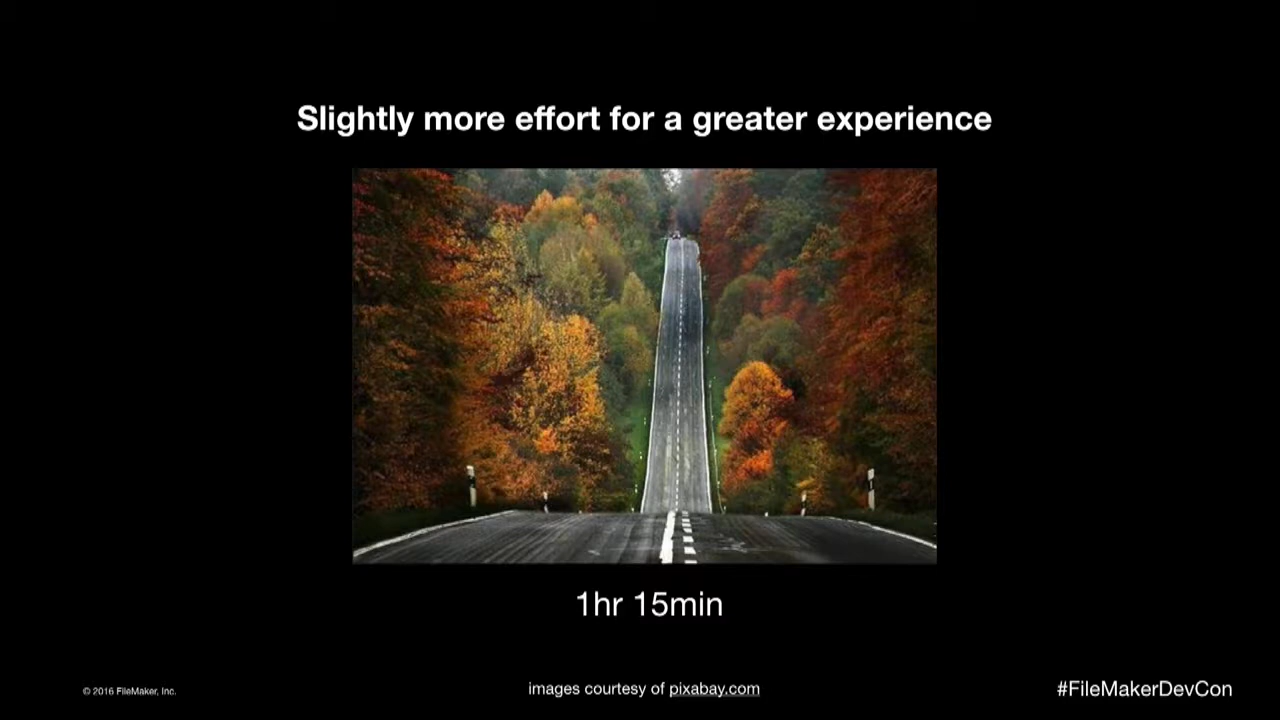 Slightly more effort for a greater experience
1hr 15min
© 2016 FileMaker, Inc.
images courtesy of pixabay.com
#FileMakerDevCon